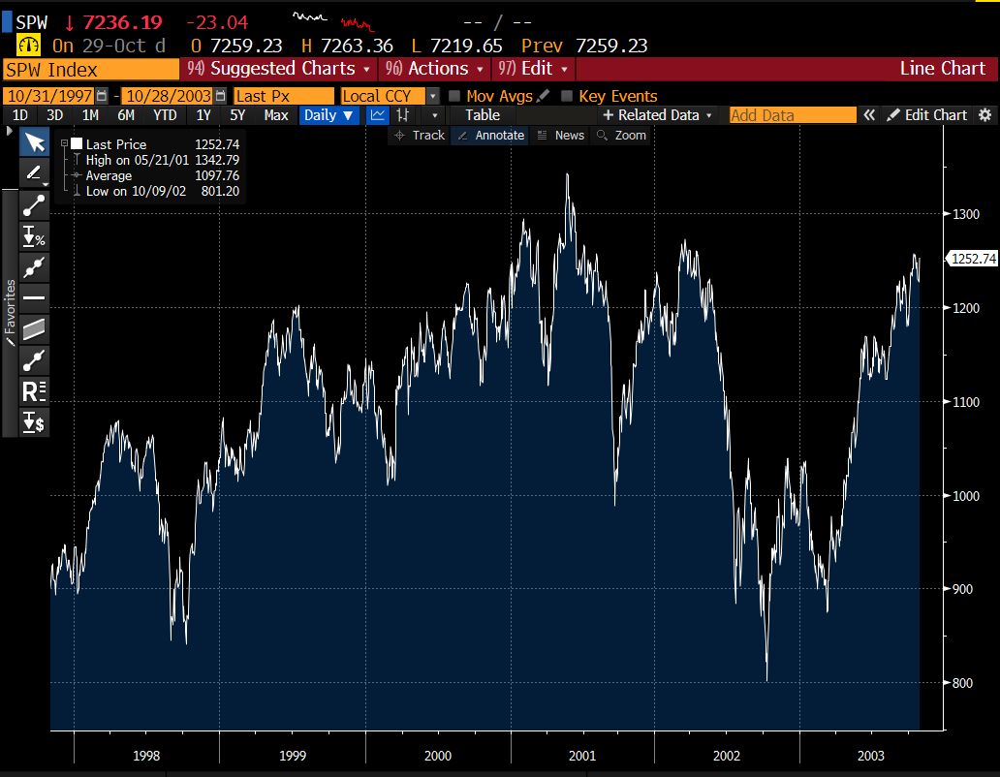 SPW ↓ 7236.19 -23.04 -- / --
On 29-Oct d O 7259.23 H 7263.36 L 7219.65 Prev 7259.23
SPW Index 94) Suggested Charts 96) Actions 97) Edit Line Chart
10/31/1997 - 10/28/2003 Last Px Local CCY Mov Avgs Key Events
1D 3D 1M 6M YTD 1Y 5Y Max Daily ▼ Table + Related Data Add Data « Edit Chart
Track Annotate News Zoom
Last Price 1252.74
High on 05/21/01 1342.79
Average 1097.76
Low on 10/09/02 801.20
%
Favorites
R
$
1300
1252.74
1200
1100
1000
900
800
1998 1999 2000 2001 2002 2003